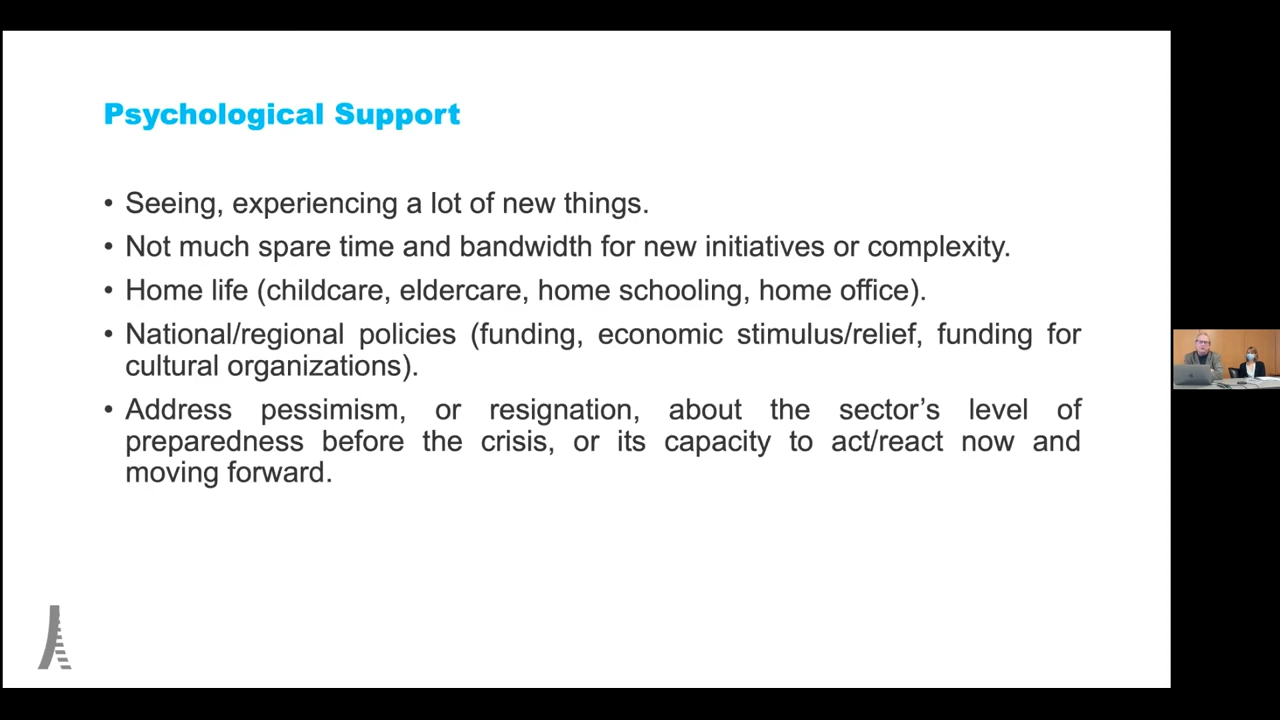 Psychological Support
• Seeing, experiencing a lot of new things.
• Not much spare time and bandwidth for new initiatives or complexity.
• Home life (childcare, eldercare, home schooling, home office).
• National/regional policies (funding, economic stimulus/relief, funding for
cultural organizations).
• Address pessimism, or resignation, about the sector’s level of
preparedness before the crisis, or its capacity to act/react now and
moving forward.